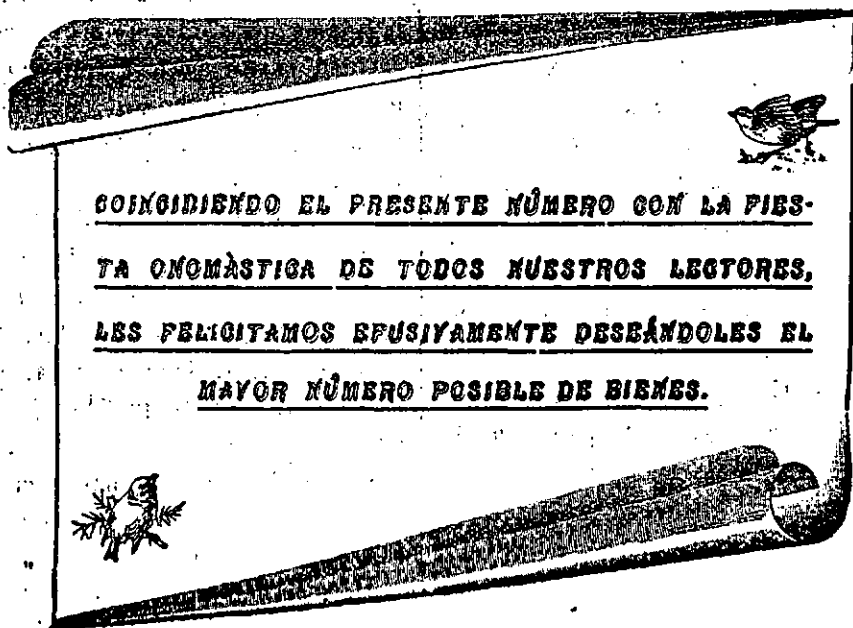 COINCIDIENDO EL PRESENTE NÚMERO CON LA FIES-
TA ONOMÀSTICA DE TODOS NUESTROS LECTORES,
LES FELICITAMOS EFUSIVAMENTE DESEÁNDOLES EL
MAYOR NÚMERO POSIBLE DE BIENES.